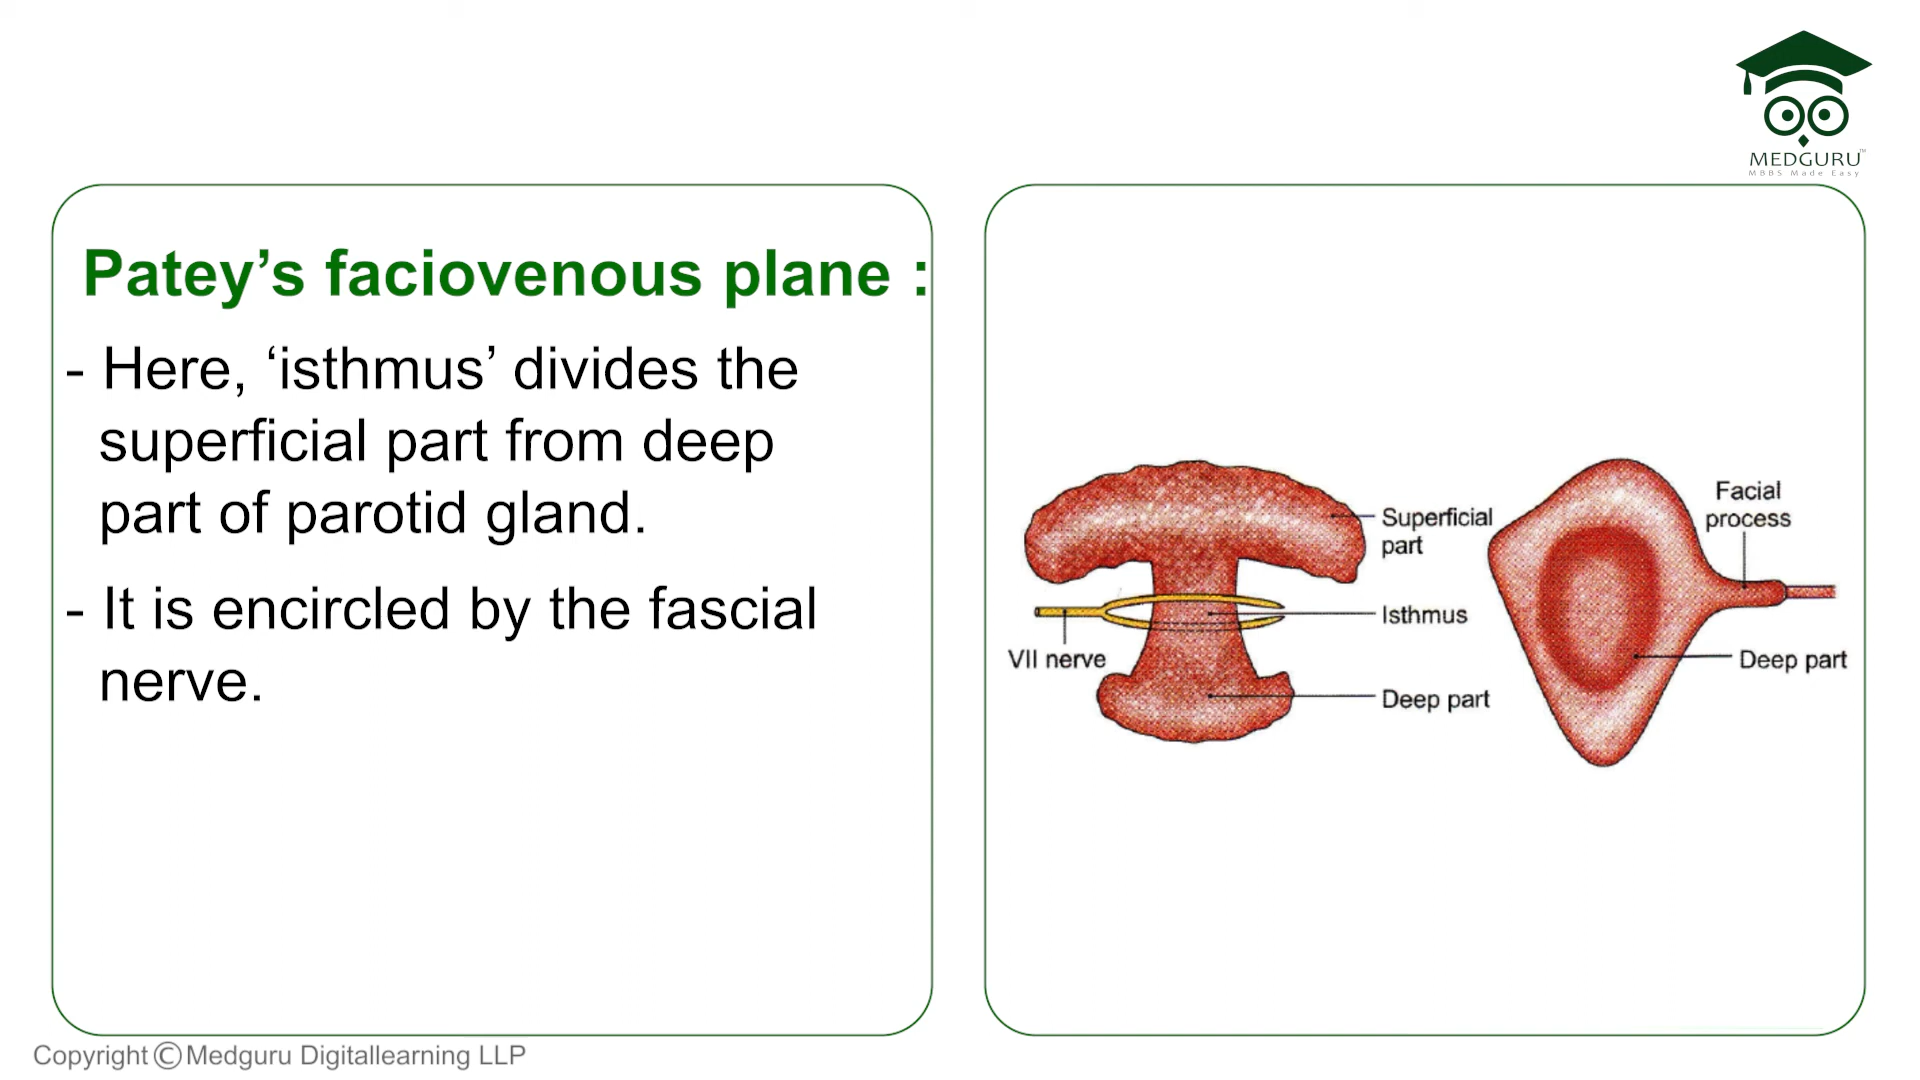 MEDGURU™
MBBS Made Easy
Patey’s faciovenous plane :
- Here, ‘isthmus’ divides the
superficial part from deep
part of parotid gland.
- It is encircled by the fascial
nerve.
Superficial
part
Isthmus
VII nerve
Deep part
Facial
process
Deep part
Copyright © Medguru Digitallearning LLP